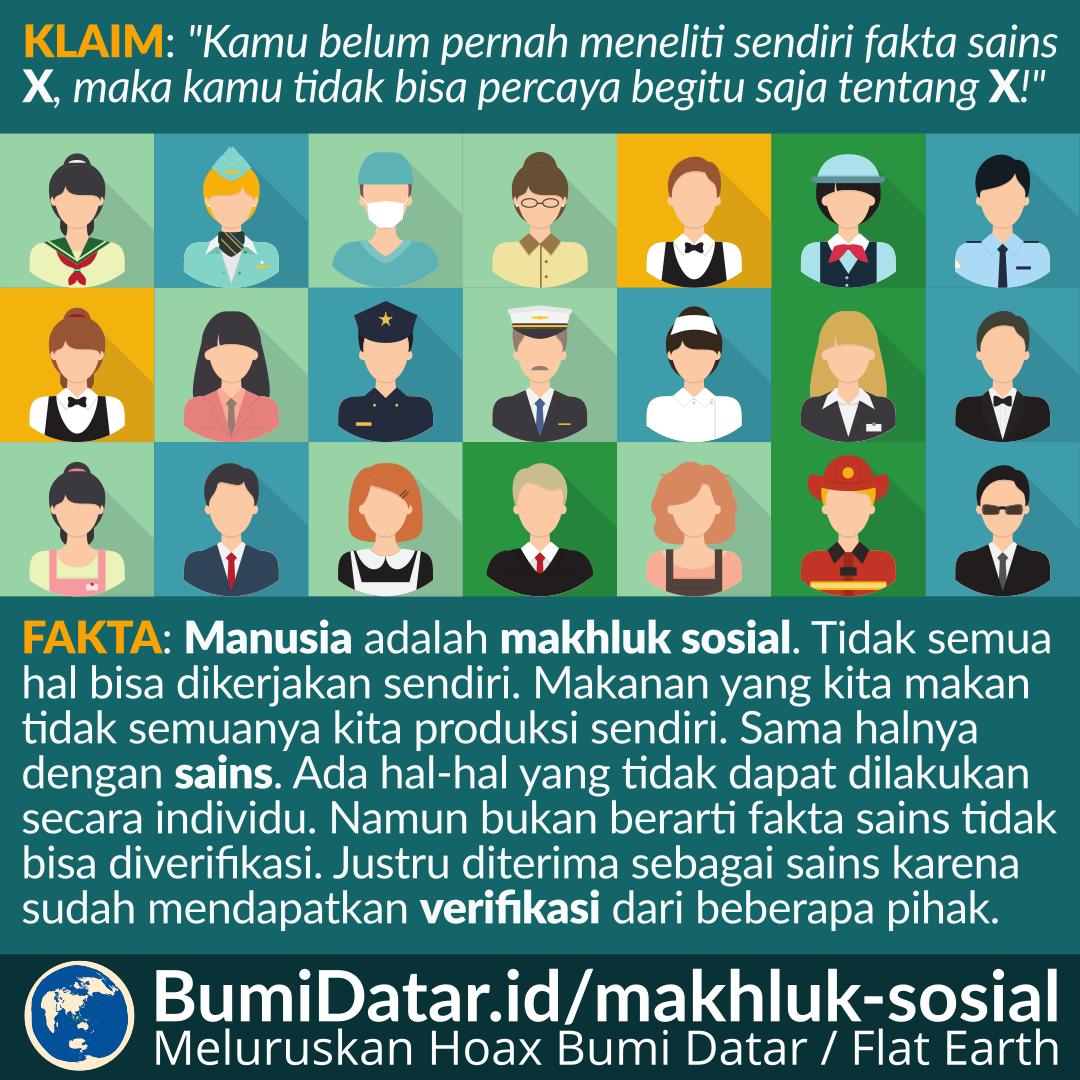 KLAIM: "Kamu belum pernah meneliti sendiri fakta sains
X, maka kamu tidak bisa percaya begitu saja tentang X!"
FAKTA: Manusia adalah makhluk sosial. Tidak semua
hal bisa dikerjakan sendiri. Makanan yang kita makan
tidak semuanya kita produksi sendiri. Sama halnya
dengan sains. Ada hal-hal yang tidak dapat dilakukan
secara individu. Namun bukan berarti fakta sains tidak
bisa diverifikasi. Justru diterima sebagai sains karena
sudah mendapatkan verifikasi dari beberapa pihak.
BumiDatar.id/makhluk-sosial
Meluruskan Hoax Bumi Datar / Flat Earth